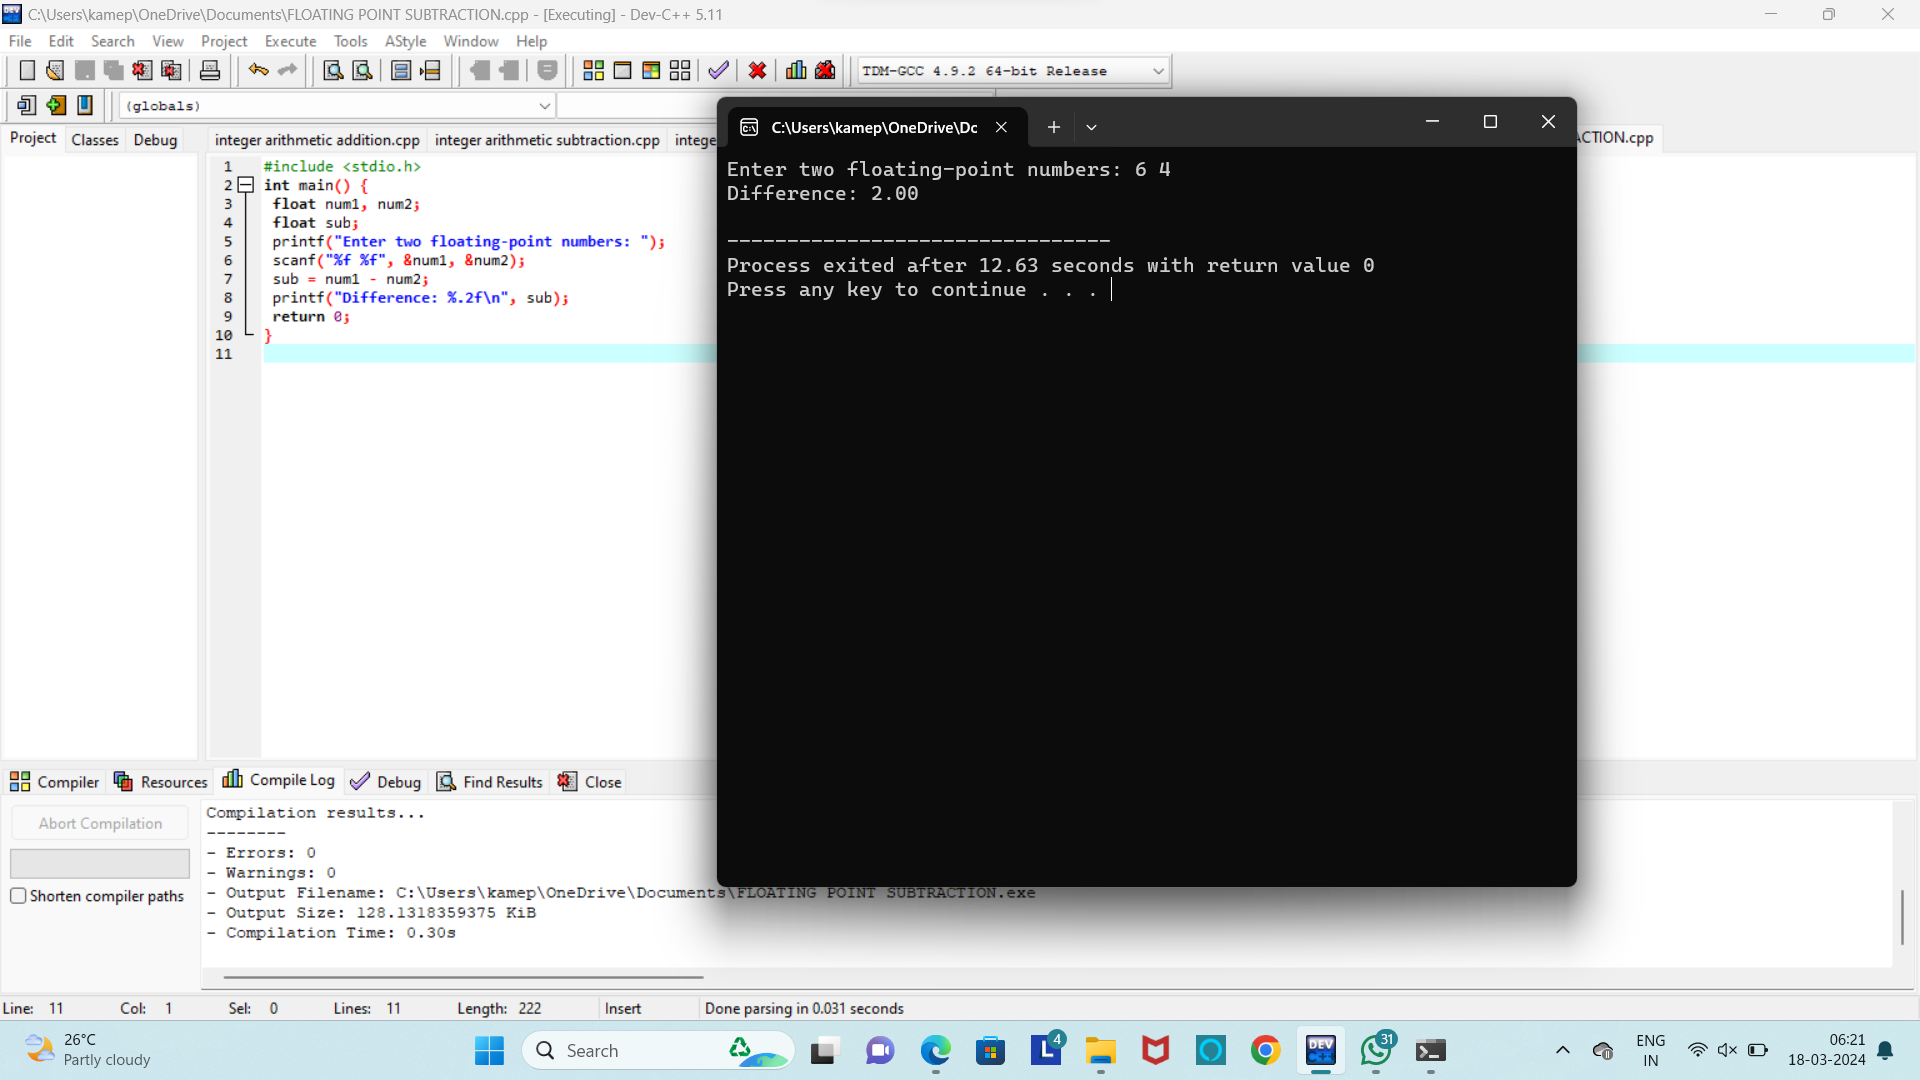 C:\Users\kamep\OneDrive\Documents\FLOATING POINT SUBTRACTION.cpp - [Executing] - Dev-C++ 5.11
File Edit Search View Project Execute Tools AStyle Window Help
TDM-GCC 4.9.2 64-bit Release
(globals)
Project Classes Debug
integer arithmetic addition.cpp integer arithmetic subtraction.cpp intege
ACTION.cpp
1 #include <stdio.h>
2 int main() {
3 float num1, num2;
4 float sub;
5 printf("Enter two floating-point numbers: ");
6 scanf("%f %f", &num1, &num2);
7 sub = num1 - num2;
8 printf("Difference: %.2f\n", sub);
9 return 0;
10 }
11
C:\Users\kamep\OneDrive\Dc
Enter two floating-point numbers: 6 4
Difference: 2.00
--------------------------------
Process exited after 12.63 seconds with return value 0
Press any key to continue . . .
Compiler Resources Compile Log Debug Find Results Close
Abort Compilation
Shorten compiler paths
Compilation results...
--------
- Errors: 0
- Warnings: 0
- Output Filename: C:\Users\kamep\OneDrive\Documents\FLOATING POINT SUBTRACTION.exe
- Output Size: 128.1318359375 KiB
- Compilation Time: 0.30s
Line: 11 Col: 1 Sel: 0 Lines: 11 Length: 222 Insert Done parsing in 0.031 seconds
26°C
Partly cloudy
Search
L 4
DEV C++
31
ENG
IN
06:21
18-03-2024